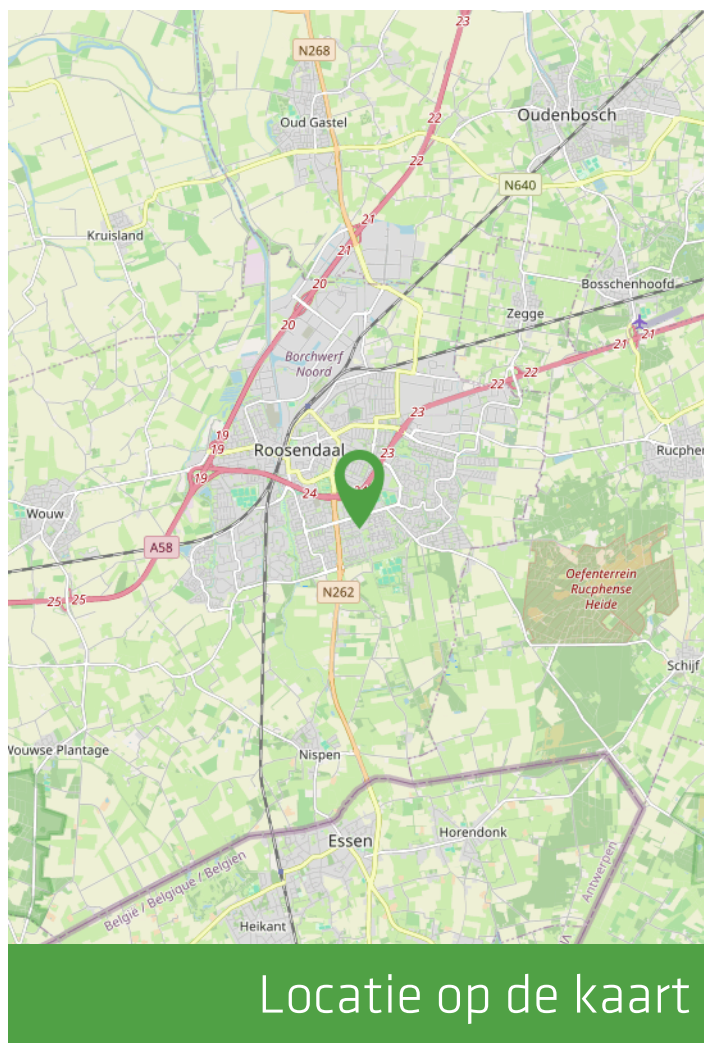 23
N268
22
Oudenbosch
Oud Gastel
22
N640
21
Kruisland
21
20
Bosschenhoofd
Zegge
20
21
21
Borchwerf
Noord
22
22
23
19
19
Roosendaal
23
Rucphen
19
24
Wouw
A58
Oefenterrein
Rucphense
Heide
N262
25
25
Schijf
Wouwse Plantage
Nispen
Essen
Horendonk
België / Belgique / Belgien
Antwerpen
Heikant
Locatie op de kaart